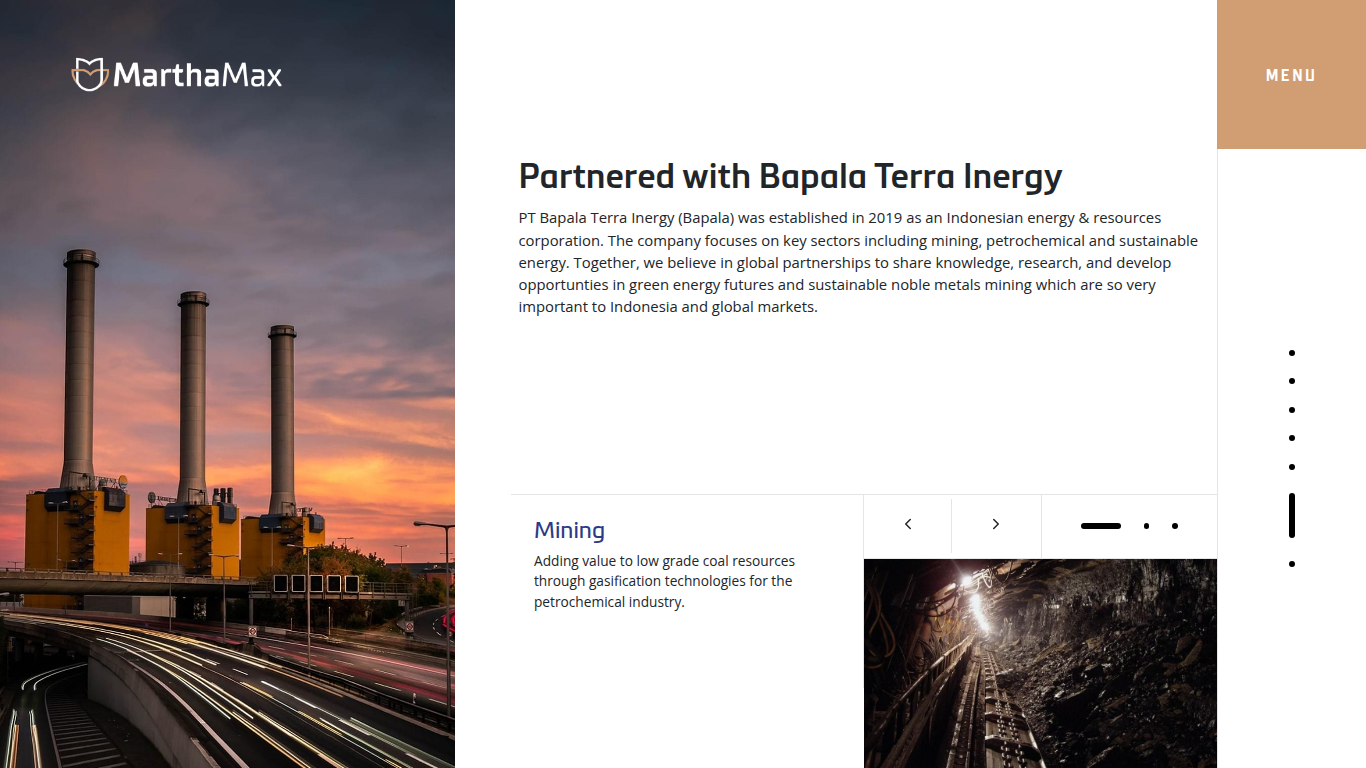 MarthaMax
MENU
Partnered with Bapala Terra Inergy
PT Bapala Terra Inergy (Bapala) was established in 2019 as an Indonesian energy & resources
corporation. The company focuses on key sectors including mining, petrochemical and sustainable
energy. Together, we believe in global partnerships to share knowledge, research, and develop
opportunties in green energy futures and sustainable noble metals mining which are so very
important to Indonesia and global markets.
Mining
Adding value to low grade coal resources
through gasification technologies for the
petrochemical industry.